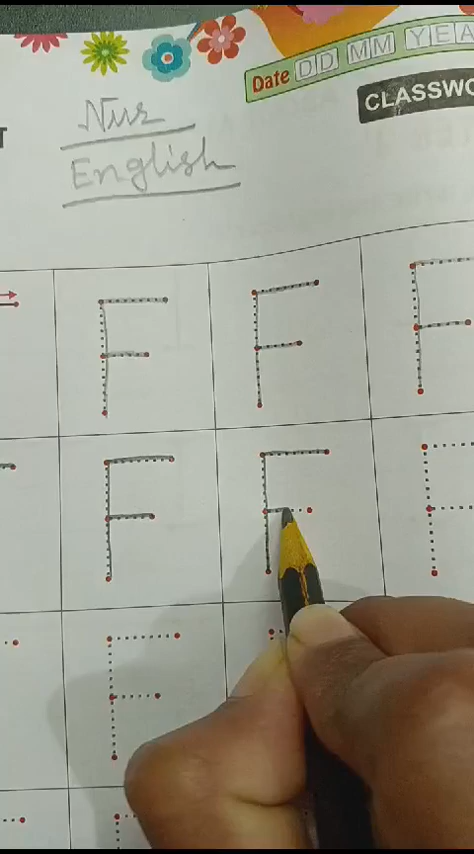 Date DD MM YEA
CLASSWO
T
Nur
English
F F F
F F F
F